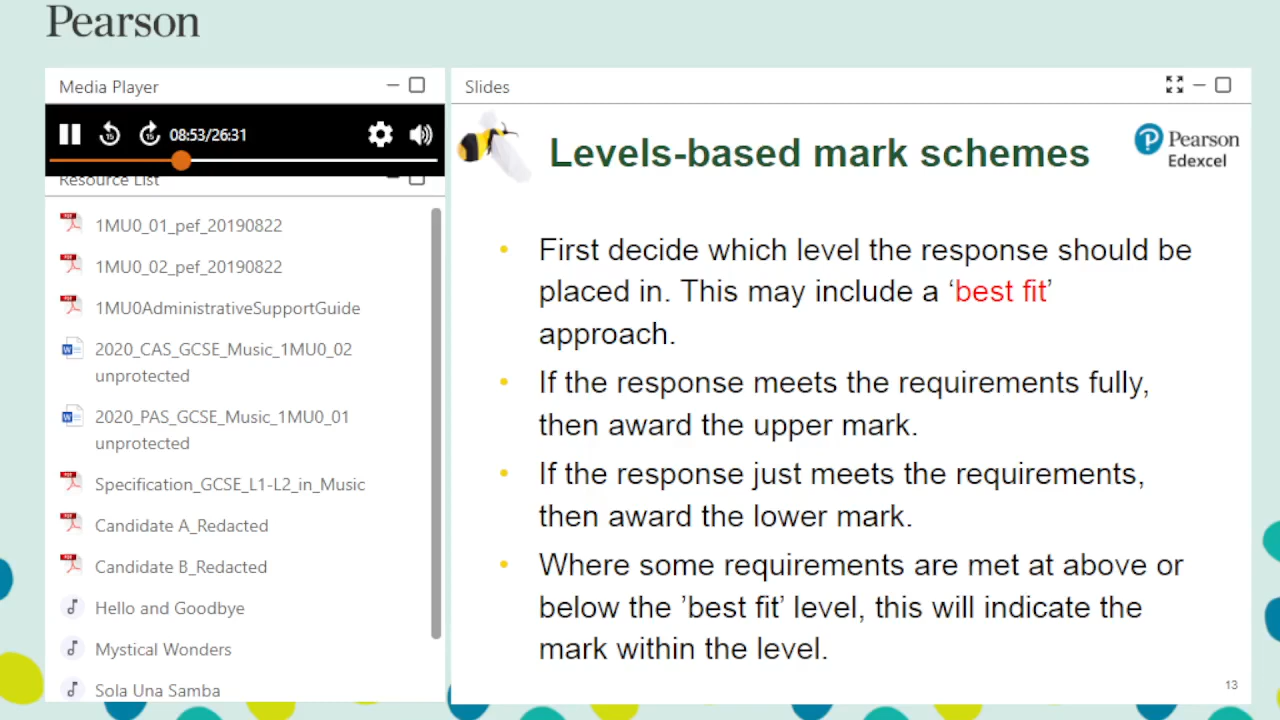 Pearson
Media Player
08:53/26:31
Resource List
1MU0_01_pef_20190822
1MU0_02_pef_20190822
1MU0AdministrativeSupportGuide
2020_CAS_GCSE_Music_1MU0_02
unprotected
2020_PAS_GCSE_Music_1MU0_01
unprotected
Specification_GCSE_L1-L2_in_Music
Candidate A_Redacted
Candidate B_Redacted
Hello and Goodbye
Mystical Wonders
Sola Una Samba
Slides
Levels-based mark schemes
Pearson
Edexcel
• First decide which level the response should be
placed in. This may include a ‘best fit’
approach.
• If the response meets the requirements fully,
then award the upper mark.
• If the response just meets the requirements,
then award the lower mark.
• Where some requirements are met at above or
below the ’best fit’ level, this will indicate the
mark within the level.
13